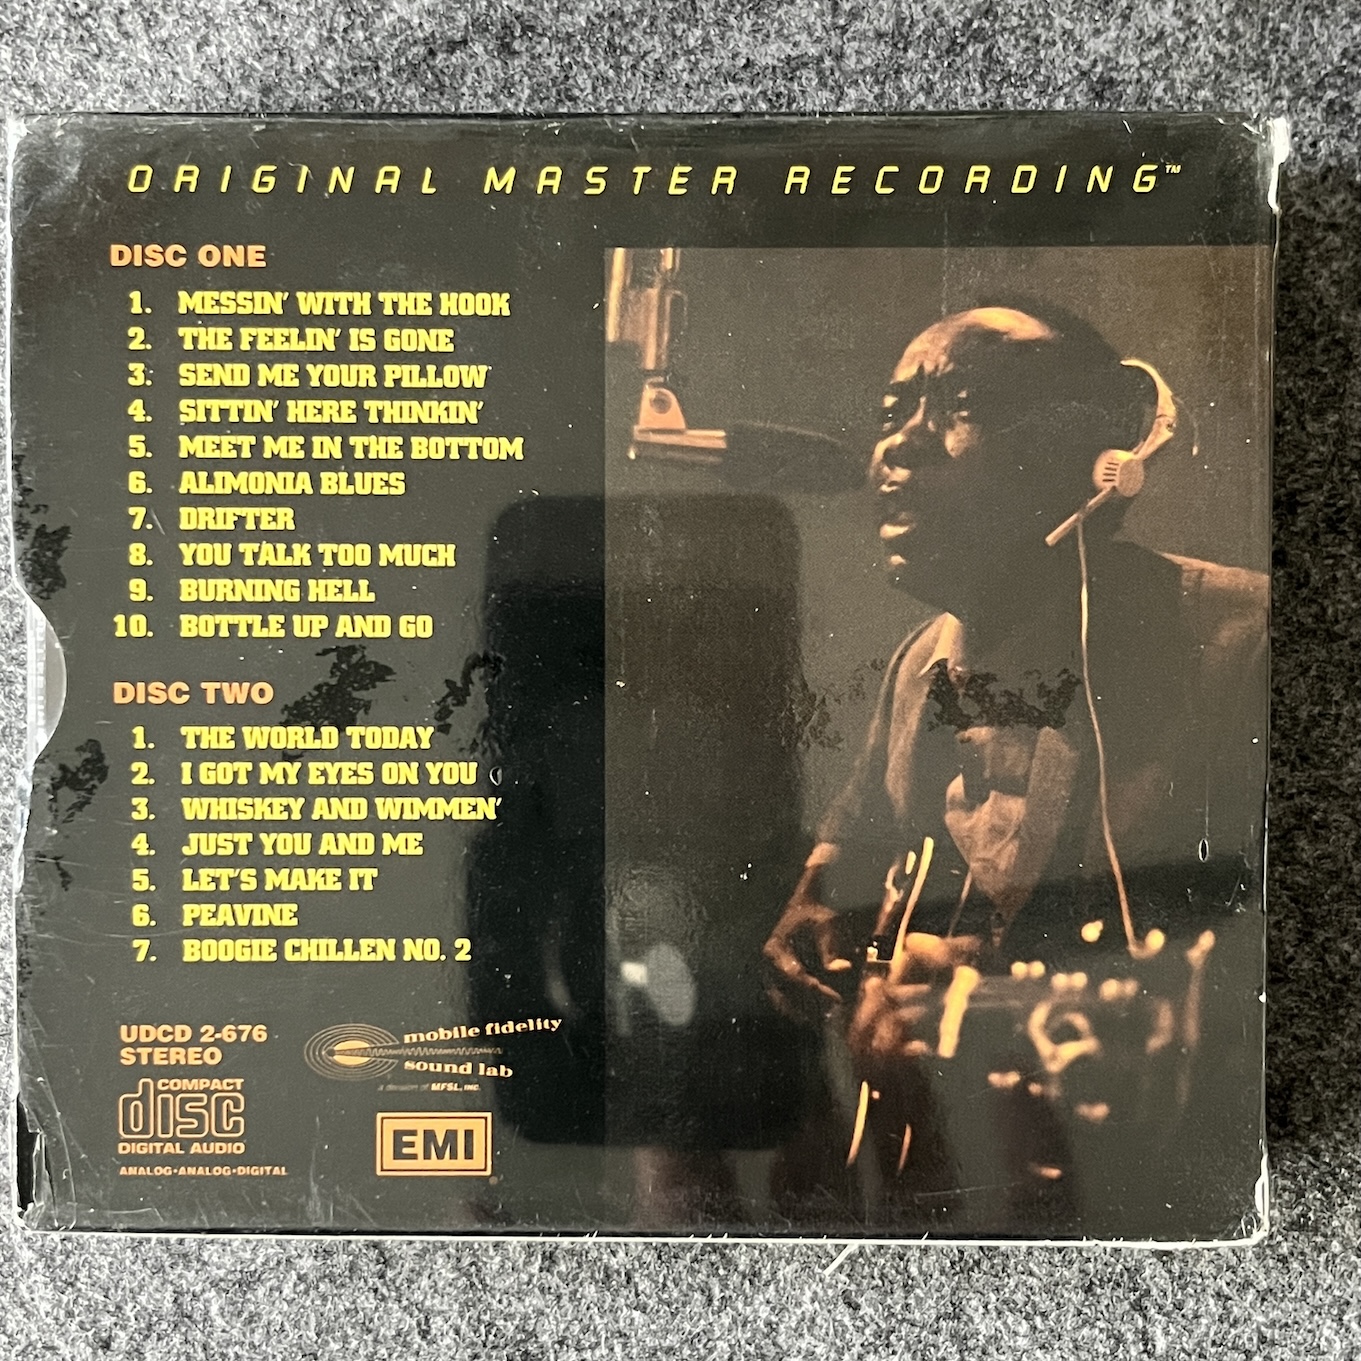 ORIGINAL MASTER RECORDING™
DISC ONE
1. MESSIN' WITH THE HOOK
2. THE FEELIN' IS GONE
3. SEND ME YOUR PILLOW
4. SITTIN' HERE THINKIN'
5. MEET ME IN THE BOTTOM
6. ALIMONIA BLUES
7. DRIFTER
8. YOU TALK TOO MUCH
9. BURNING HELL
10. BOTTLE UP AND GO
DISC TWO
1. THE WORLD TODAY
2. I GOT MY EYES ON YOU
3. WHISKEY AND WIMMEN'
4. JUST YOU AND ME
5. LET'S MAKE IT
6. PEAVINE
7. BOOGIE CHILLEN NO. 2
UDCD 2-676
STEREO
mobile fidelity
sound lab
a division of MFSL, INC.
COMPACT
disc
DIGITAL AUDIO
EMI
ANALOG•ANALOG•DIGITAL